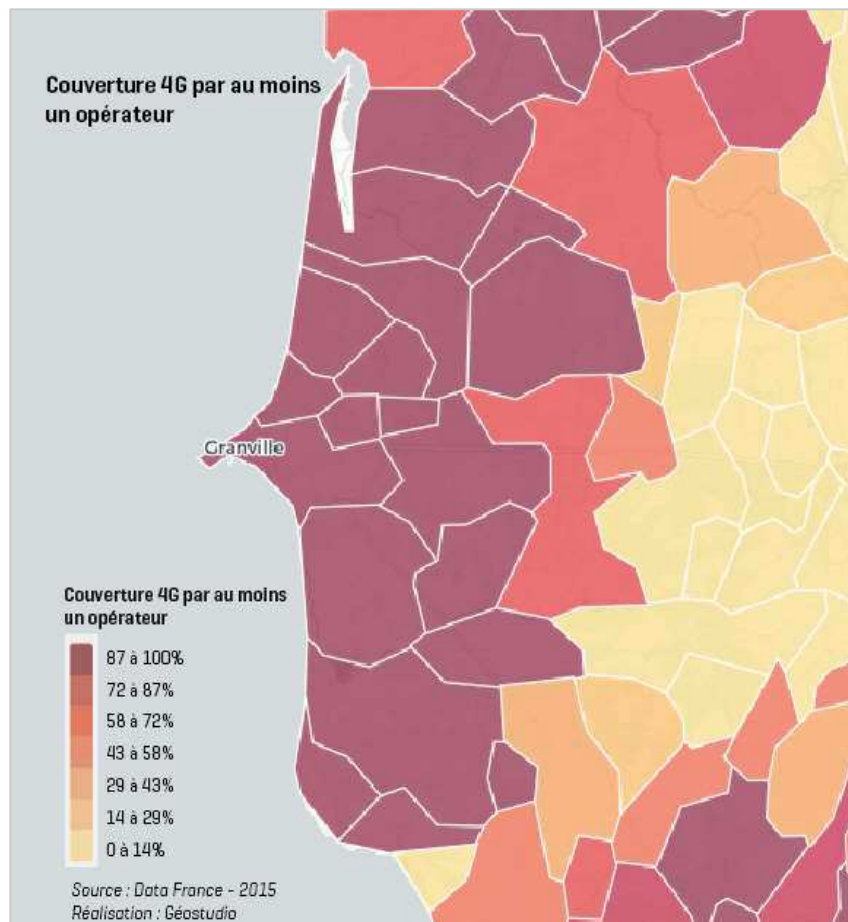 Couverture 4G par au moins
un opérateur
Granville
Couverture 4G par au moins
un opérateur
87 à 100%
72 à 87%
58 à 72%
43 à 58%
29 à 43%
14 à 29%
0 à 14%
Source : Data France - 2015
Réalisation : Géostudio